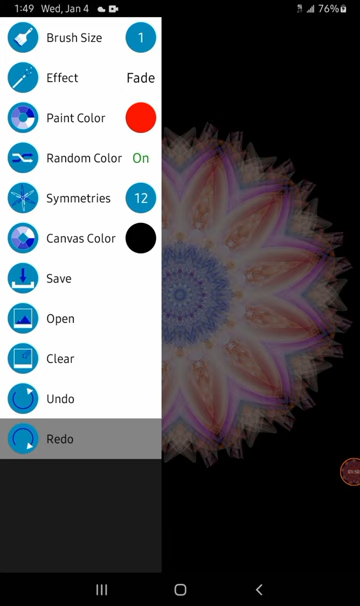 1:49 Wed, Jan 4 76%
Brush Size 1
Effect Fade
Paint Color
Random Color On
Symmetries 12
Canvas Color
Save
Open
Clear
Undo
Redo